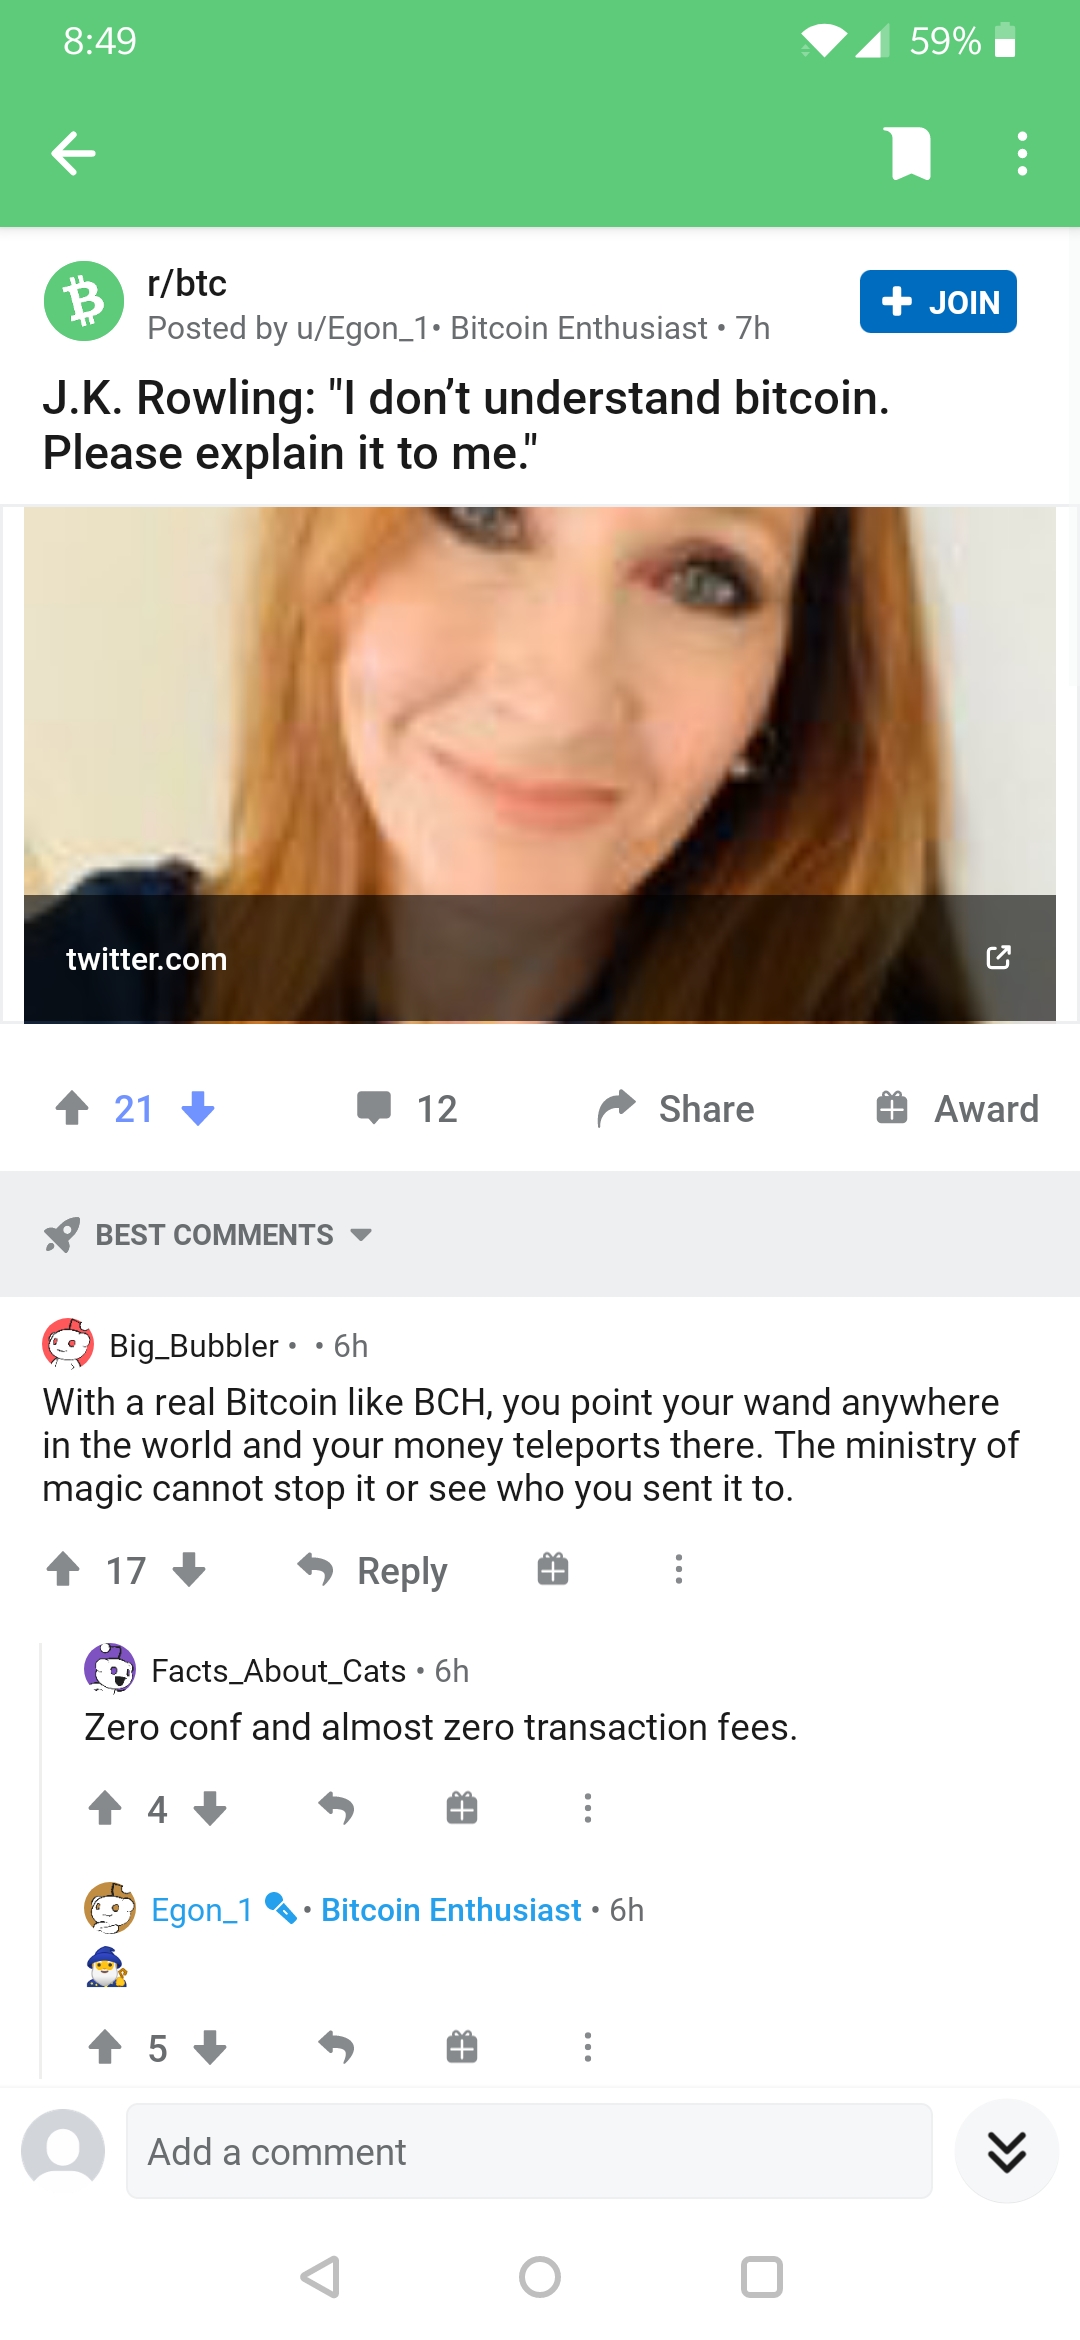 8:49
59%
r/btc
Posted by u/Egon_1• Bitcoin Enthusiast • 7h
JOIN
J.K. Rowling: "I don’t understand bitcoin.
Please explain it to me."
twitter.com
21
12
Share
Award
BEST COMMENTS
Big_Bubbler • • 6h
With a real Bitcoin like BCH, you point your wand anywhere
in the world and your money teleports there. The ministry of
magic cannot stop it or see who you sent it to.
17
Reply
Facts_About_Cats • 6h
Zero conf and almost zero transaction fees.
4
Egon_1 • Bitcoin Enthusiast • 6h
5
Add a comment